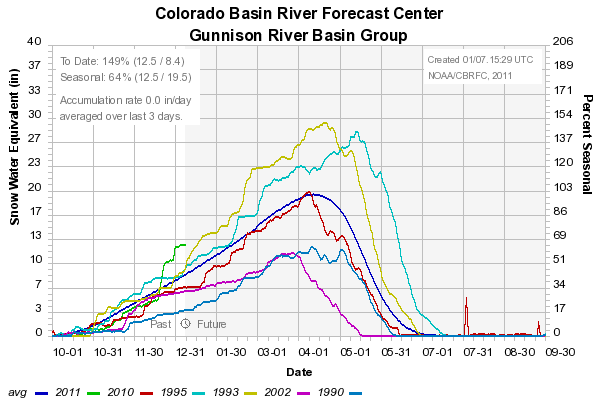 Colorado Basin River Forecast Center
Gunnison River Basin Group
To Date: 149% (12.5 / 8.4)
Seasonal: 64% (12.5 / 19.5)
Accumulation rate 0.0 in/day
averaged over last 3 days.
Created 01/07.15:29 UTC
NOAA/CBRFC, 2011
Snow Water Equivalent (in)
40
37
33
30
27
23
20
17
13
10
7
3
0
206
189
172
154
137
120
103
86
69
51
34
17
0
Percent Seasonal
Past Future
10-01 10-31 11-30 12-31 01-30 03-01 04-01 05-01 05-31 07-01 07-31 08-30 09-30
Date
avg 2011 2010 1995 1993 2002 1990